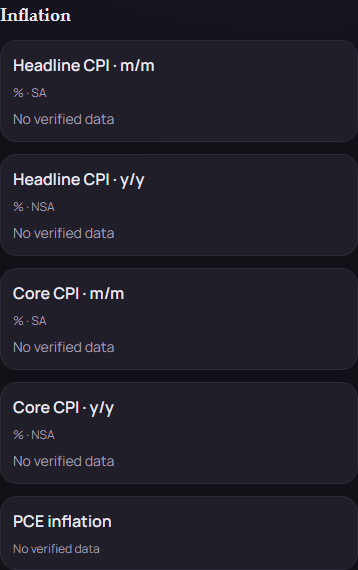 Inflation
Headline CPI · m/m
% · SA
No verified data
Headline CPI · y/y
% · NSA
No verified data
Core CPI · m/m
% · SA
No verified data
Core CPI · y/y
% · NSA
No verified data
PCE inflation
No verified data